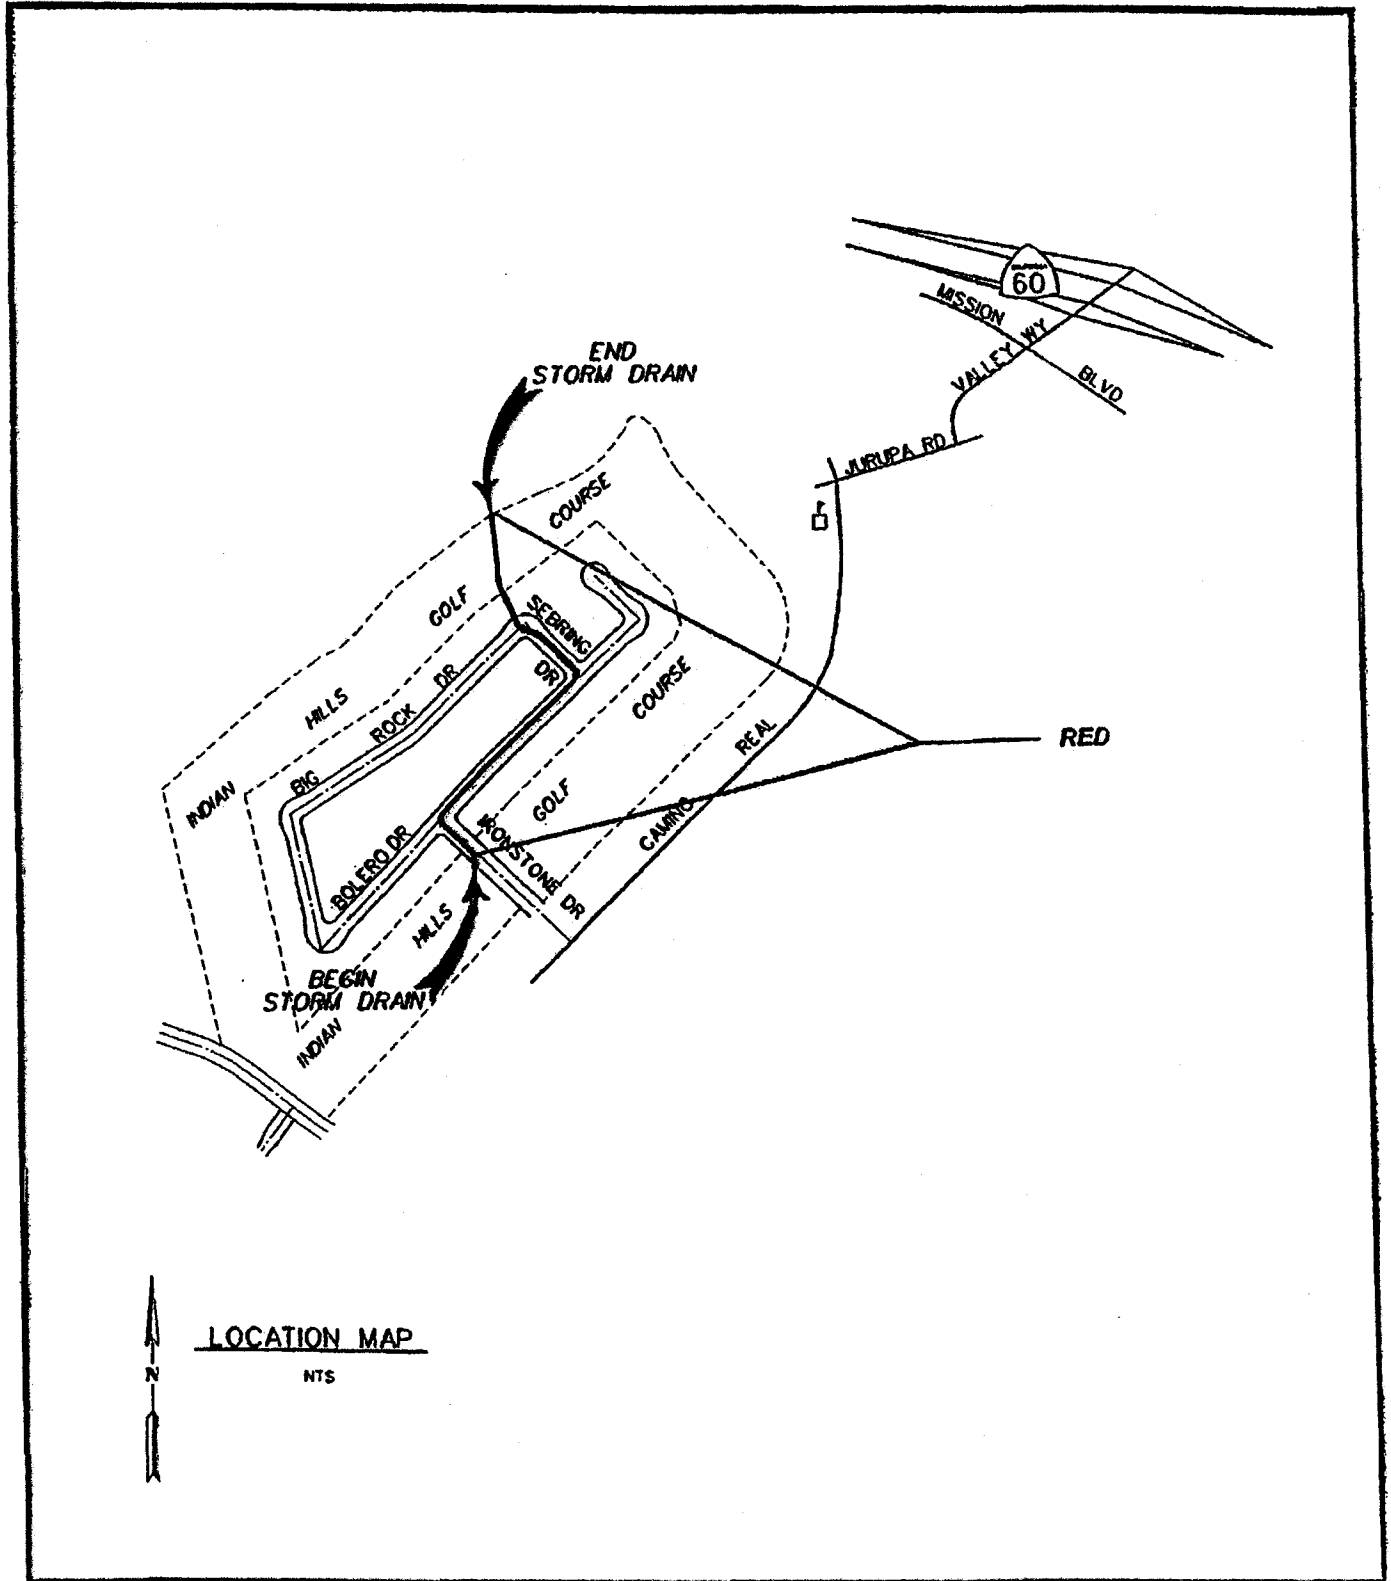 60
MISSION
BLVD
VALLEY WY
JURUPA RD
END
STORM DRAIN
COURSE
GOLF
HILLS
INDIAN
SEBRING
DR
BIG ROCK DR
COURSE
GOLF
HILLS
INDIAN
REAL
CAMINO
RED
BOLERO DR
IRONSTONE DR
BEGIN
STORM DRAIN
LOCATION MAP
N
NTS